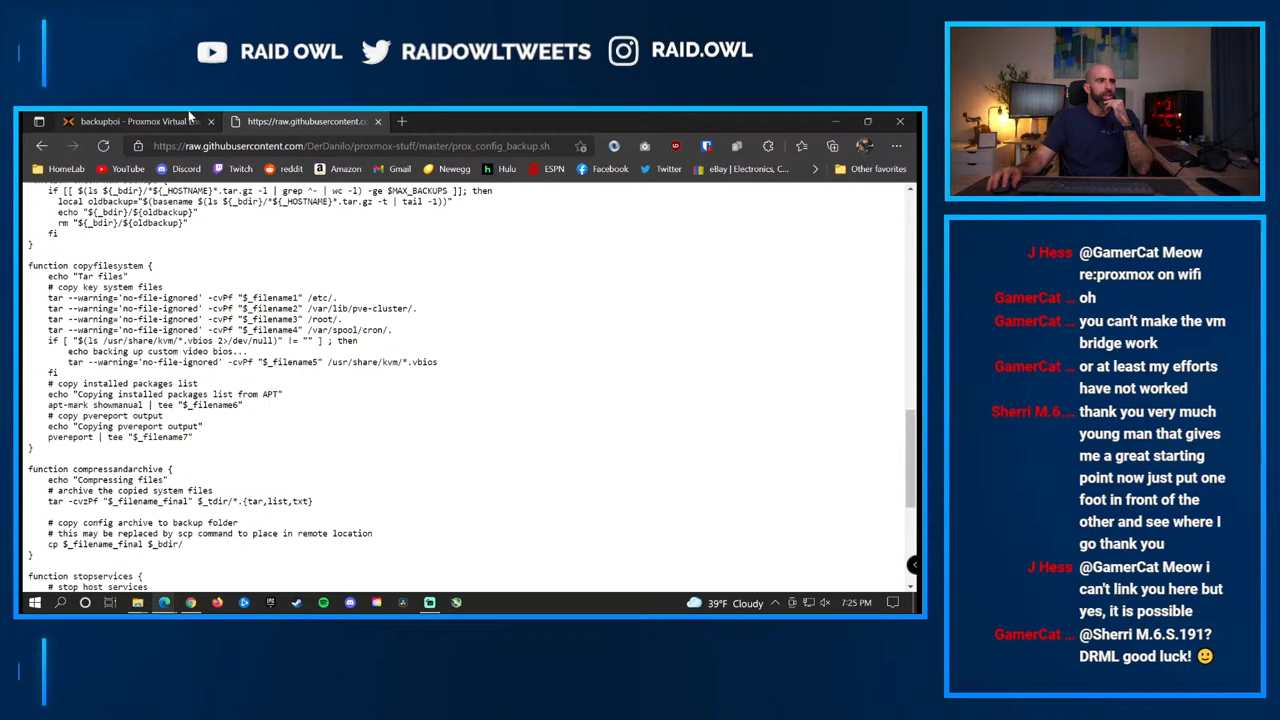 RAID OWL
RAIDOWLTWEETS
RAID.OWL
backupboi - Proxmox Virtual
https://raw.githubusercontent.c
https://raw.githubusercontent.com/DerDanilo/proxmox-stuff/master/prox_config_backup.sh
HomeLab YouTube Discord Twitch reddit Amazon Gmail Newegg Hulu ESPN Facebook eBay (Electronics... Other favorites
if [[ $(ls ${_bdir}/*${_HOSTNAME}*.tar.gz -l | grep ^- | wc -l) -ge $MAX_BACKUPS ]]; then
local oldbackup="$(basename $(ls ${_bdir}/*${_HOSTNAME}*.tar.gz -t | tail -1))"
echo "${_bdir}/${oldbackup}"
rm "${_bdir}/${oldbackup}"
fi
}
function copyfilesystem {
echo "Tar files"
# copy key system files
tar --warning='no-file-ignored' -cvPf "$_filename1" /etc/.
tar --warning='no-file-ignored' -cvPf "$_filename2" /var/lib/pve-cluster/.
tar --warning='no-file-ignored' -cvPf "$_filename3" /root/.
tar --warning='no-file-ignored' -cvPf "$_filename4" /var/spool/cron/.
if [ "$(ls /usr/share/kvm/*.vbios 2>/dev/null)" != "" ] ; then
echo backing up custom video bios...
tar --warning='no-file-ignored' -cvPf "$_filename5" /usr/share/kvm/*.vbios
fi
# copy installed packages list
echo "Copying installed packages list from APT"
apt-mark showmanual | tee "$_filename6"
# copy pvereport output
echo "Copying pvereport output"
pvereport | tee "$_filename7"
}
function compressandarchive {
echo "Compressing files"
# archive the copied system files
tar -cvzPf "$_filename_final" $_tdir/*.{tar,list,txt}
# copy config archive to backup folder
# this may be replaced by scp command to place in remote location
cp $_filename_final $_bdir/
}
function stopservices {
# stop host services
39°F Cloudy
7:25 PM
J Hess @GamerCat Meow
re:proxmox on wifi
GamerCat ... oh
GamerCat ... you can't make the vm
bridge work
GamerCat ... or at least my efforts
have not worked
Sherri M.6.... thank you very much
young man that gives
me a great starting
point now just put one
foot in front of the
other and see where I
go thank you
J Hess @GamerCat Meow i
can't link you here but
yes, it is possible
GamerCat ... @Sherri M.6.S.191?
DRML good luck! 🙂